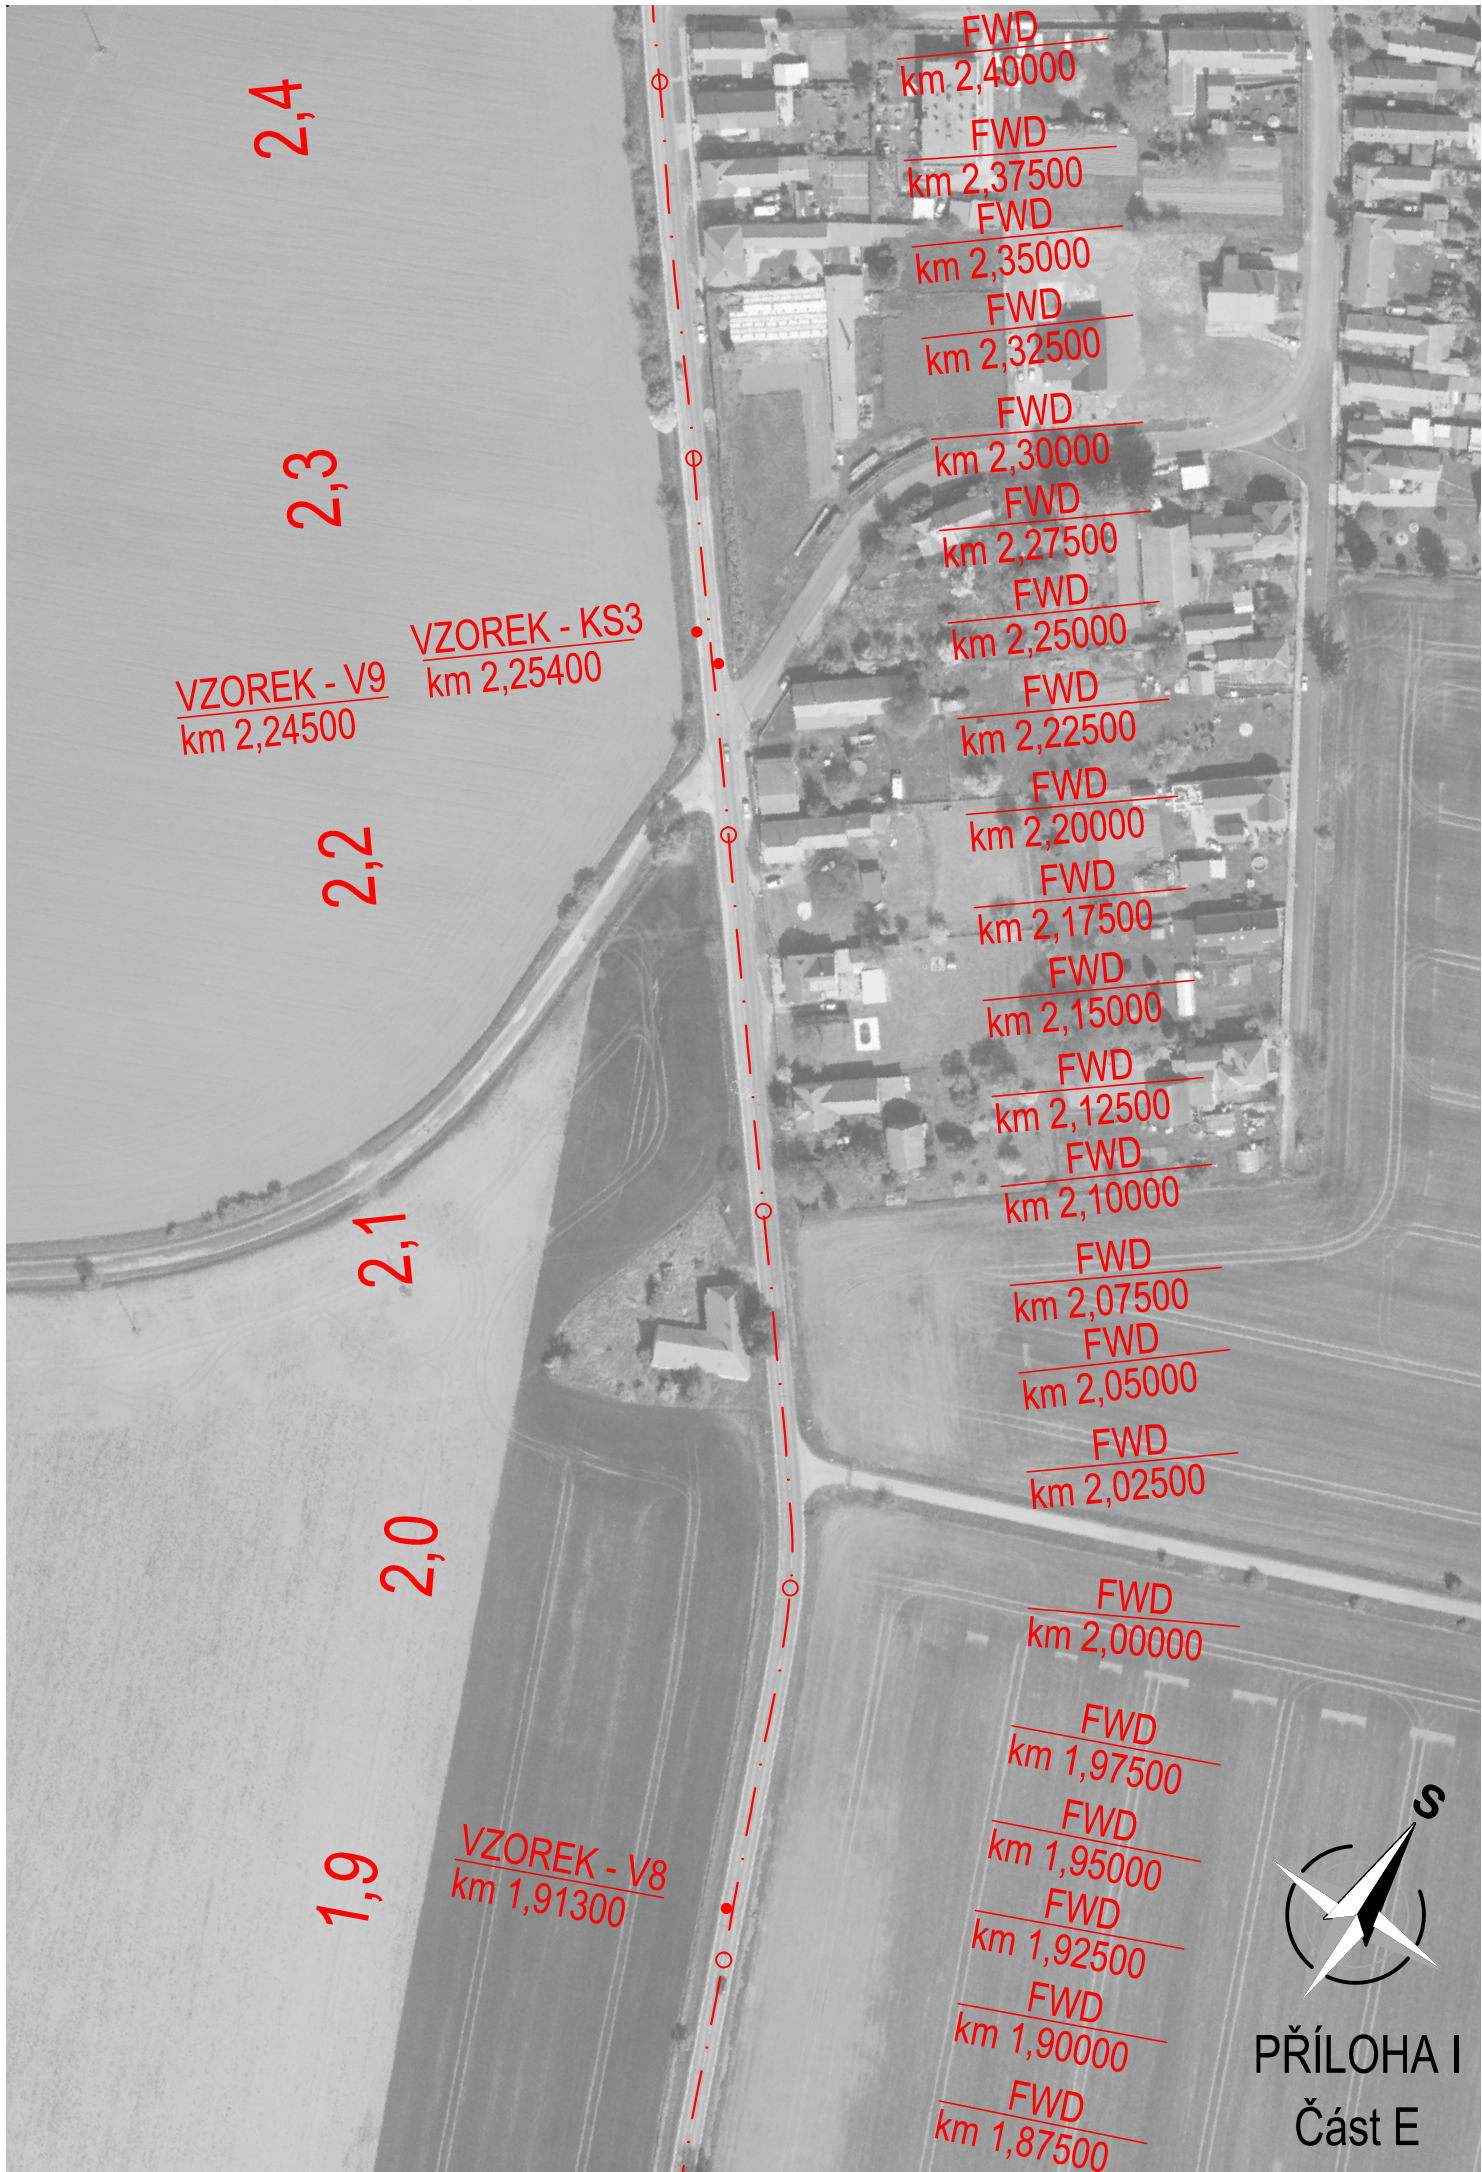 FWD
km 2,40000
2,4
FWD
km 2,37500
FWD
km 2,35000
FWD
km 2,32500
FWD
km 2,30000
2,3
FWD
km 2,27500
FWD
km 2,25000
VZOREK - KS3
km 2,25400
VZOREK - V9
km 2,24500
FWD
km 2,22500
FWD
km 2,20000
2,2
FWD
km 2,17500
FWD
km 2,15000
FWD
km 2,12500
FWD
km 2,10000
2,1
FWD
km 2,07500
FWD
km 2,05000
FWD
km 2,02500
2,0
FWD
km 2,00000
FWD
km 1,97500
FWD
km 1,95000
S
1,9
VZOREK - V8
km 1,91300
FWD
km 1,92500
FWD
km 1,90000
FWD
km 1,87500
PŘÍLOHA I
Část E